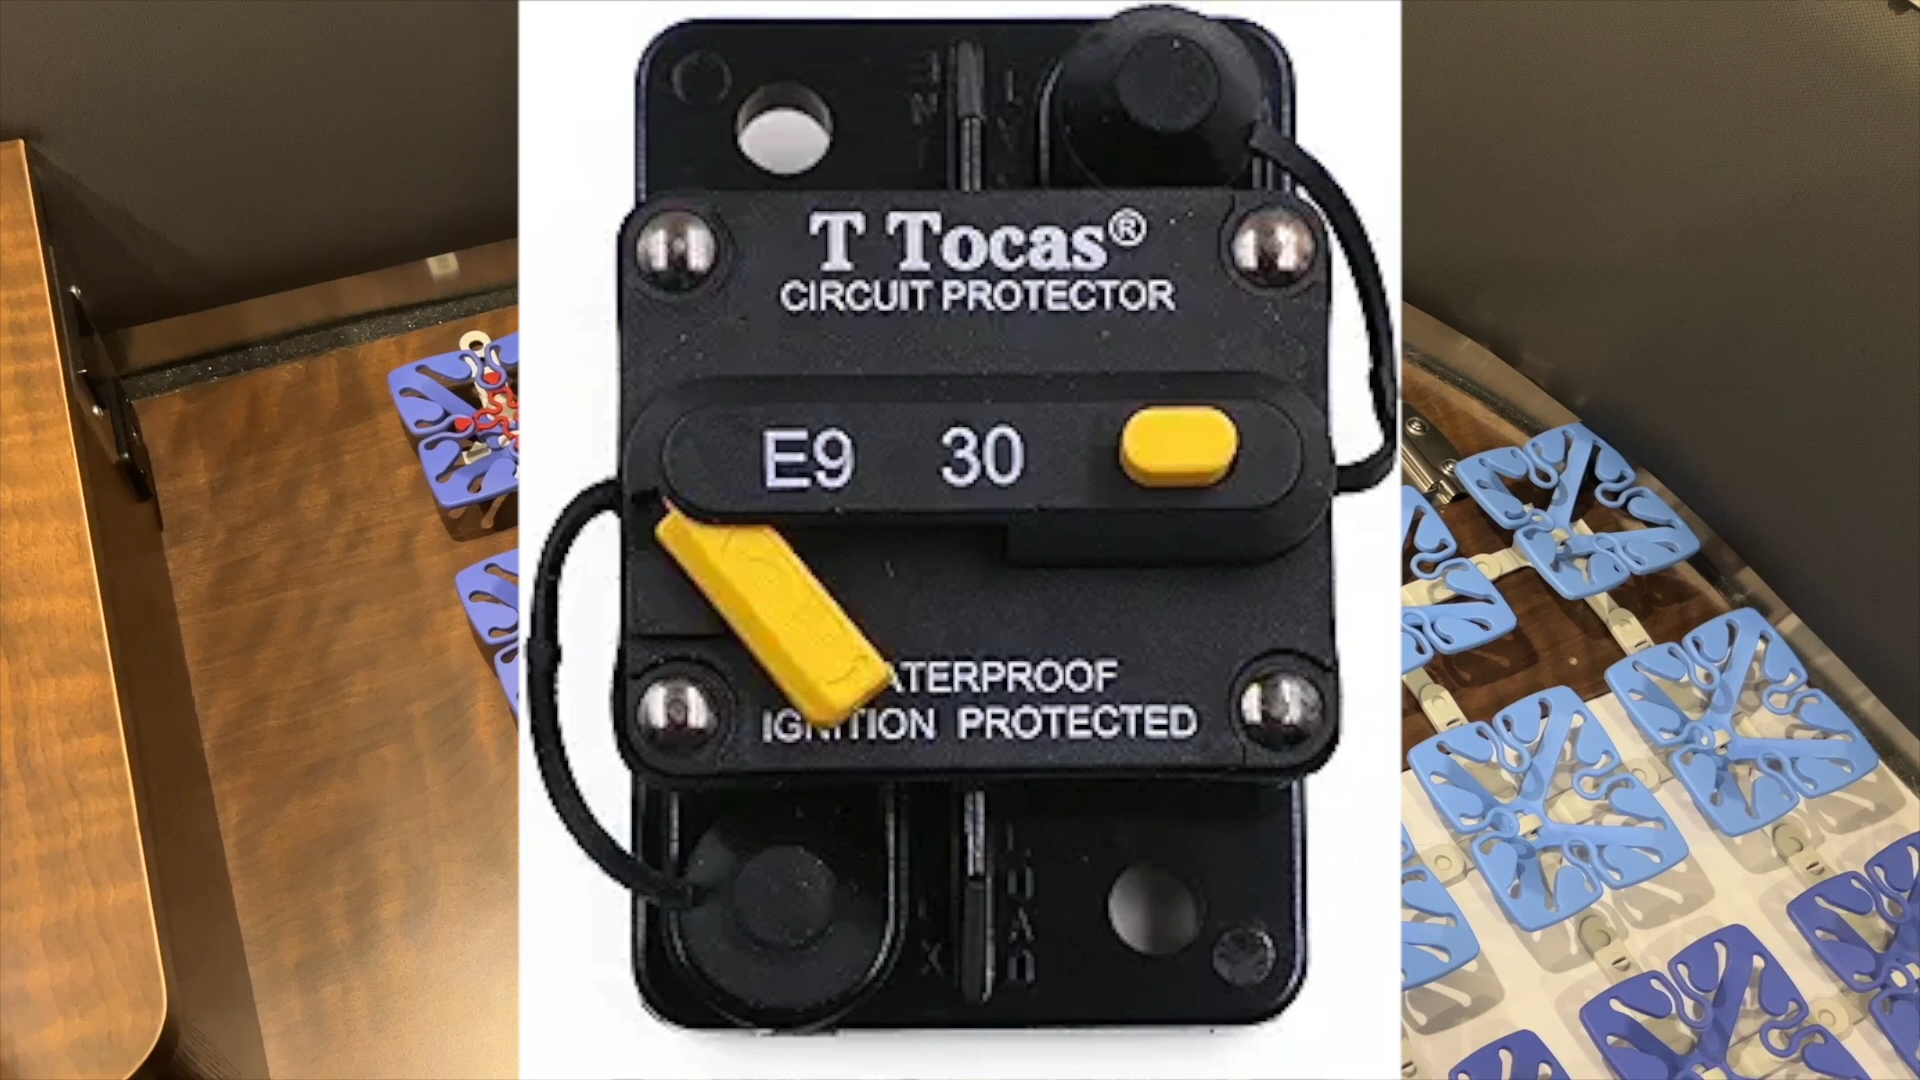 T Tocas®
CIRCUIT PROTECTOR
E9 30
ATERPROOF
IGNITION PROTECTED